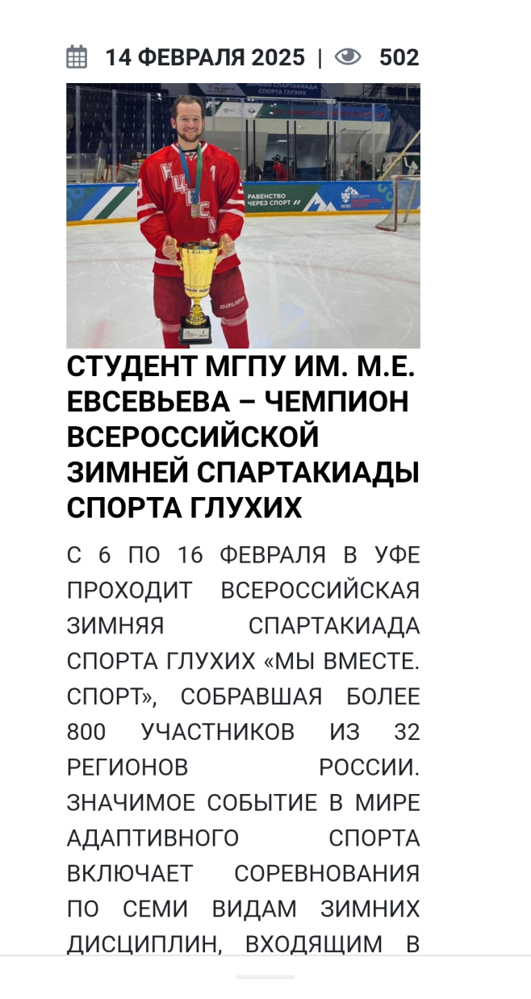 14 ФЕВРАЛЯ 2025 | 502
ЗИМНЯЯ СПАРТАКИАДА
СПОРТА ГЛУХИХ
РАВЕНСТВО
ЧЕРЕЗ СПОРТ //
BAUER
СТУДЕНТ МГПУ ИМ. М.Е.
ЕВСЕВЬЕВА – ЧЕМПИОН
ВСЕРОССИЙСКОЙ
ЗИМНЕЙ СПАРТАКИАДЫ
СПОРТА ГЛУХИХ
С 6 ПО 16 ФЕВРАЛЯ В УФЕ
ПРОХОДИТ ВСЕРОССИЙСКАЯ
ЗИМНЯЯ СПАРТАКИАДА
СПОРТА ГЛУХИХ «МЫ ВМЕСТЕ.
СПОРТ», СОБРАВШАЯ БОЛЕЕ
800 УЧАСТНИКОВ ИЗ 32
РЕГИОНОВ РОССИИ.
ЗНАЧИМОЕ СОБЫТИЕ В МИРЕ
АДАПТИВНОГО СПОРТА
ВКЛЮЧАЕТ СОРЕВНОВАНИЯ
ПО СЕМИ ВИДАМ ЗИМНИХ
ДИСЦИПЛИН, ВХОДЯЩИМ В